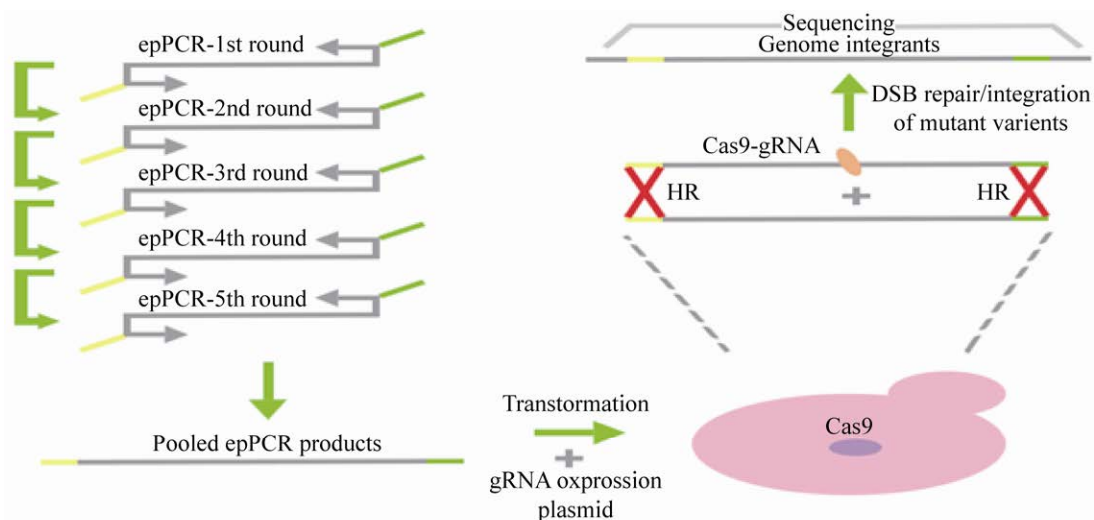 epPCR-1st round
epPCR-2nd round
epPCR-3rd round
epPCR-4th round
epPCR-5th round
Pooled epPCR products
Transtormation
gRNA oxprossion
plasmid
Cas9
Sequencing
Genome integrants
DSB repair/integration
of mutant varients
Cas9-gRNA
HR
HR